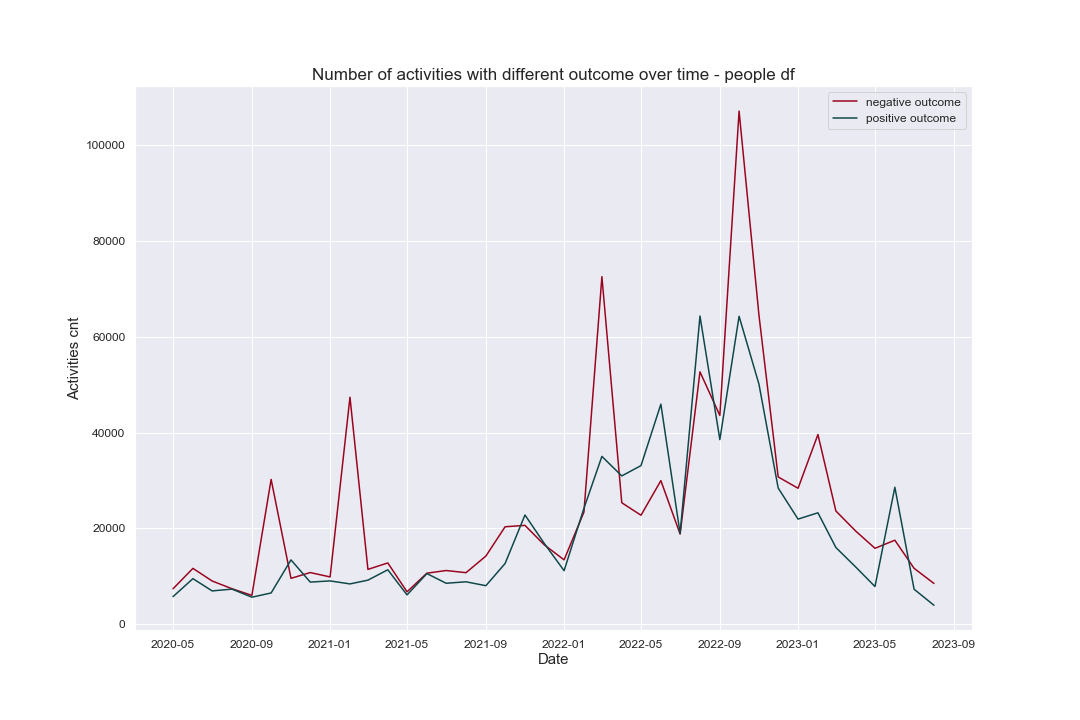 Number of activities with different outcome over time - people df
negative outcome
positive outcome
100000
80000
60000
40000
20000
0
Activities cnt
2020-05 2020-09 2021-01 2021-05 2021-09 2022-01 2022-05 2022-09 2023-01 2023-05 2023-09
Date